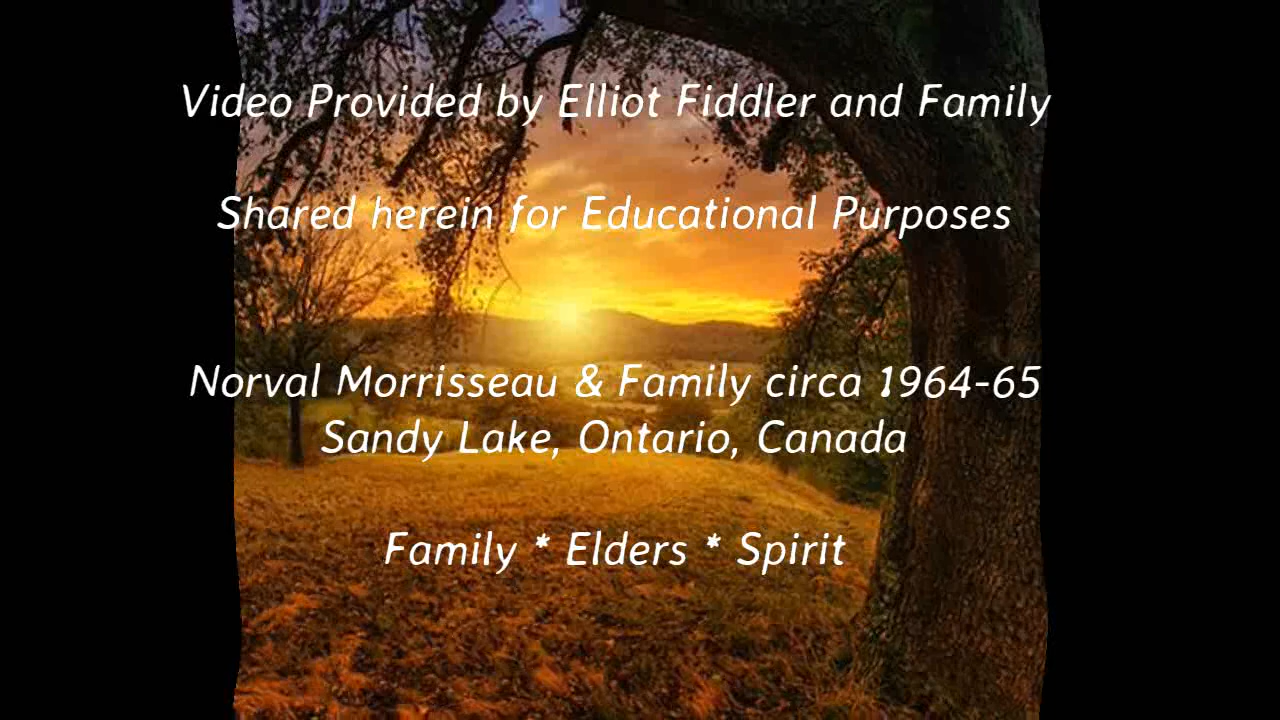 Video Provided by Elliot Fiddler and Family
Shared herein for Educational Purposes
Norval Morrisseau & Family circa 1964-65
Sandy Lake, Ontario, Canada
Family * Elders * Spirit